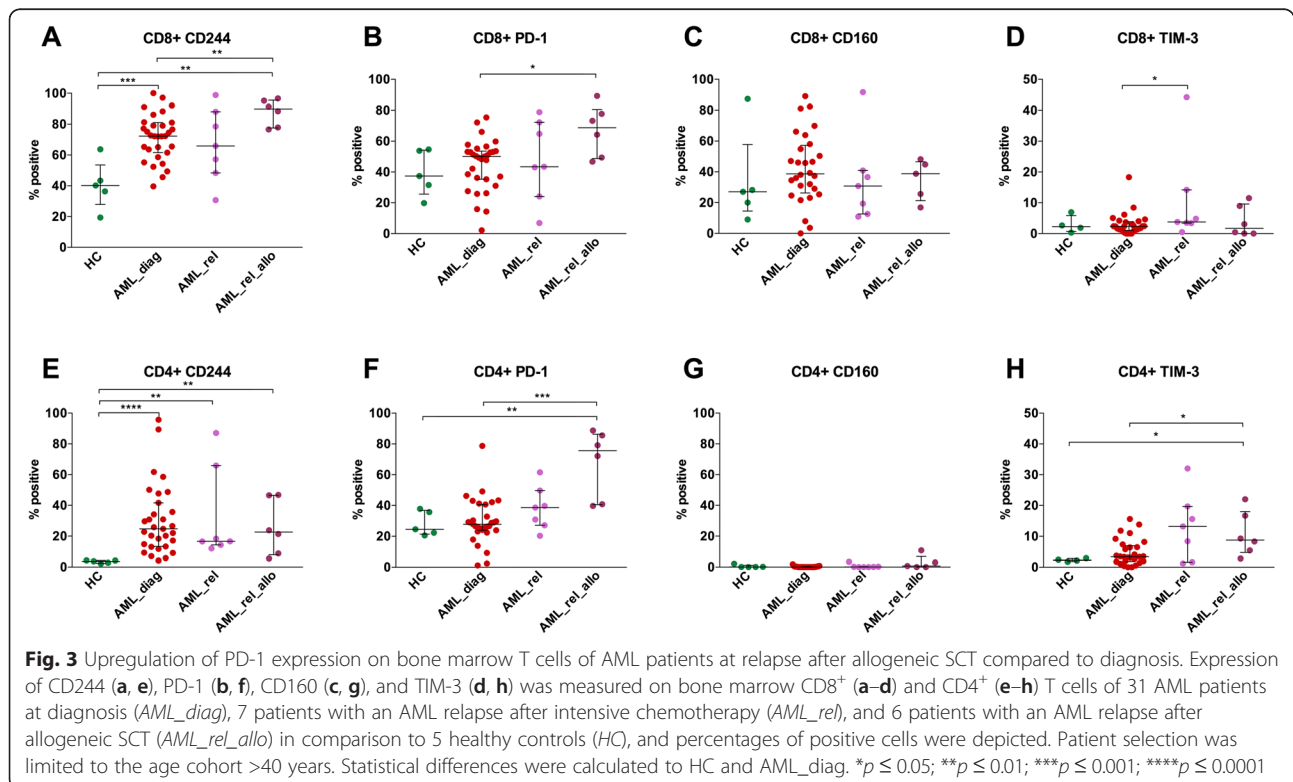 A
CD8+ CD244
% positive
100
80
60
40
20
0
***
**
**
HC
AML_diag
AML_rel
AML_rel_allo
B
CD8+ PD-1
% positive
100
80
60
40
20
0
*
HC
AML_diag
AML_rel
AML_rel_allo
C
CD8+ CD160
% positive
100
80
60
40
20
0
HC
AML_diag
AML_rel
AML_rel_allo
D
CD8+ TIM-3
% positive
50
40
30
20
10
0
*
HC
AML_diag
AML_rel
AML_rel_allo
E
CD4+ CD244
% positive
100
80
60
40
20
0
**
**
****
HC
AML_diag
AML_rel
AML_rel_allo
F
CD4+ PD-1
% positive
100
80
60
40
20
0
***
**
HC
AML_diag
AML_rel
AML_rel_allo
G
CD4+ CD160
% positive
100
80
60
40
20
0
HC
AML_diag
AML_rel
AML_rel_allo
H
CD4+ TIM-3
% positive
50
40
30
20
10
0
*
*
HC
AML_diag
AML_rel
AML_rel_allo
Fig. 3 Upregulation of PD-1 expression on bone marrow T cells of AML patients at relapse after allogeneic SCT compared to diagnosis. Expression
of CD244 (a, e), PD-1 (b, f), CD160 (c, g), and TIM-3 (d, h) was measured on bone marrow CD8+ (a–d) and CD4+ (e–h) T cells of 31 AML patients
at diagnosis (AML_diag), 7 patients with an AML relapse after intensive chemotherapy (AML_rel), and 6 patients with an AML relapse after
allogeneic SCT (AML_rel_allo) in comparison to 5 healthy controls (HC), and percentages of positive cells were depicted. Patient selection was
limited to the age cohort >40 years. Statistical differences were calculated to HC and AML_diag. *p ≤ 0.05; **p ≤ 0.01; ***p ≤ 0.001; ****p ≤ 0.0001